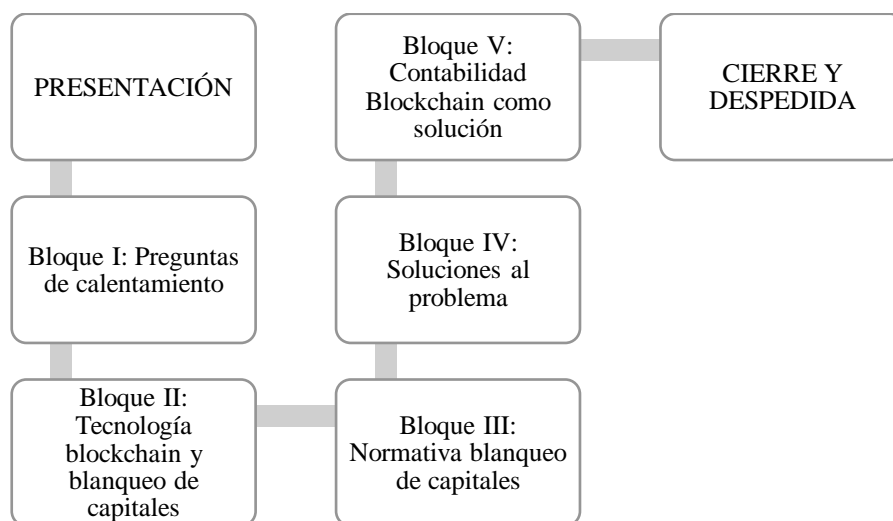 PRESENTACIÓN
Bloque I: Preguntas
de calentamiento
Bloque II:
Tecnología
blockchain y
blanqueo de
capitales
Bloque III:
Normativa blanqueo
de capitales
Bloque IV:
Soluciones al
problema
Bloque V:
Contabilidad
Blockchain como
solución
CIERRE Y
DESPEDIDA